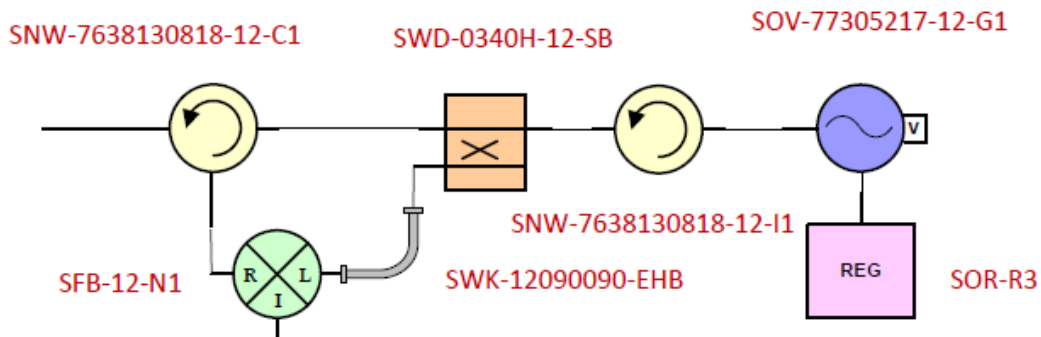 SNW-7638130818-12-C1
SWD-0340H-12-SB
SOV-77305217-12-G1
V
SNW-7638130818-12-I1
SFB-12-N1
R
L
I
SWK-12090090-EHB
REG
SOR-R3